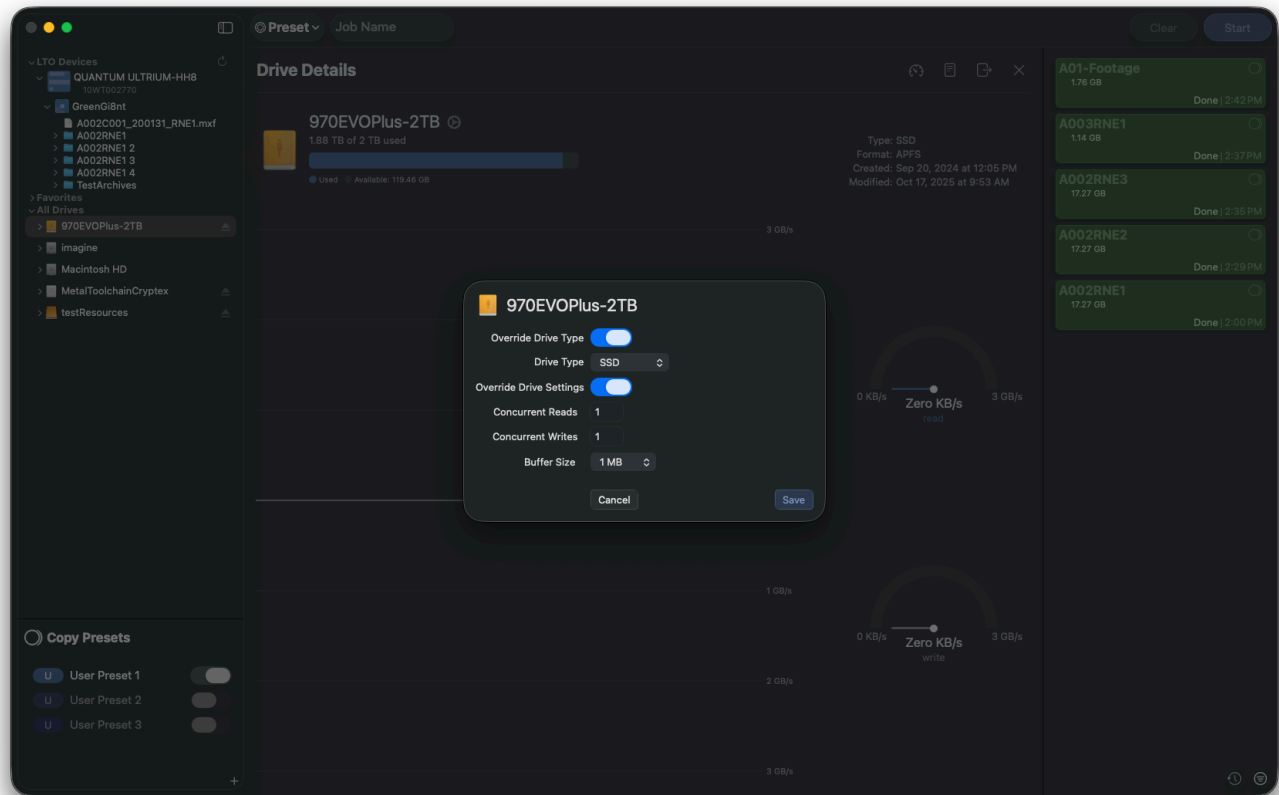 Preset
Job Name
Clear
Start
LTO Devices
QUANTUM ULTRIUM-HH8
10WT002770
GreenGi8nt
A002C001_200131_RNE1.mxf
A002RNE1
A002RNE1 2
A002RNE1 3
A002RNE1 4
TestArchives
Favorites
All Drives
970EVOPlus-2TB
imagine
Macintosh HD
MetalToolchainCryptex
testResources
Copy Presets
U User Preset 1
U User Preset 2
U User Preset 3
+
Drive Details
970EVOPlus-2TB
1.88 TB of 2 TB used
Used Available: 119.46 GB
Type: SSD
Format: APFS
Created: Sep 20, 2024 at 12:05 PM
Modified: Oct 17, 2025 at 9:53 AM
3 GB/s
970EVOPlus-2TB
Override Drive Type
Drive Type SSD
Override Drive Settings
Concurrent Reads 1
Concurrent Writes 1
Buffer Size 1 MB
Cancel Save
0 KB/s Zero KB/s 3 GB/s
read
1 GB/s
0 KB/s Zero KB/s 3 GB/s
write
2 GB/s
3 GB/s
A01-Footage
1.76 GB
Done | 2:42 PM
A003RNE1
1.14 GB
Done | 2:37 PM
A002RNE3
17.27 GB
Done | 2:35 PM
A002RNE2
17.27 GB
Done | 2:29 PM
A002RNE1
17.27 GB
Done | 2:00 PM